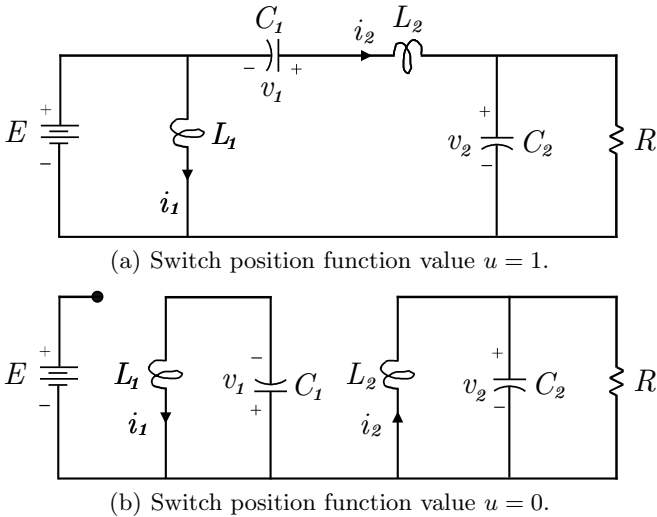 C₁ i₂ L₂
− v₁ +
E + − L₁ i₁ v₂ + − C₂ R
(a) Switch position function value u = 1.
E + − L₁ i₁ v₁ − + C₁ L₂ i₂ v₂ + − C₂ R
(b) Switch position function value u = 0.